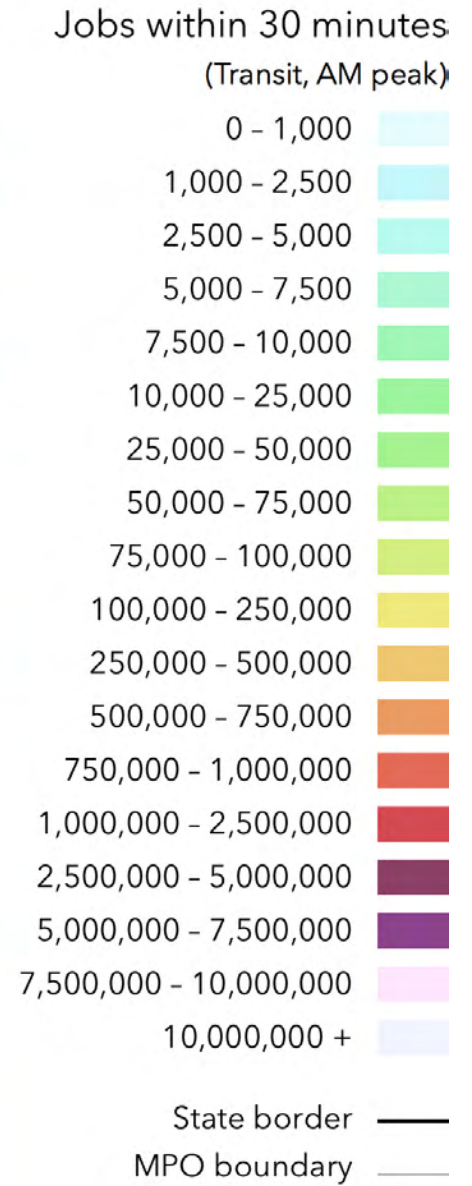 Jobs within 30 minutes
(Transit, AM peak)
0 – 1,000
1,000 – 2,500
2,500 – 5,000
5,000 – 7,500
7,500 – 10,000
10,000 – 25,000
25,000 – 50,000
50,000 – 75,000
75,000 – 100,000
100,000 – 250,000
250,000 – 500,000
500,000 – 750,000
750,000 – 1,000,000
1,000,000 – 2,500,000
2,500,000 – 5,000,000
5,000,000 – 7,500,000
7,500,000 – 10,000,000
10,000,000 +
State border
MPO boundary